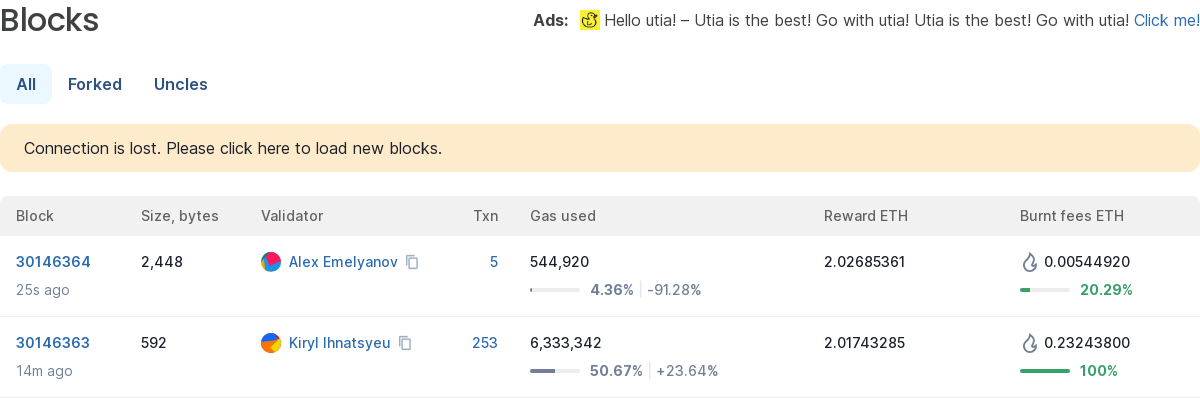 Blocks
Ads: Hello utia! – Utia is the best! Go with utia! Utia is the best! Go with utia! Click me!
All Forked Uncles
Connection is lost. Please click here to load new blocks.
Block Size, bytes Validator Txn Gas used Reward ETH Burnt fees ETH
30146364 2,448 Alex Emelyanov 5 544,920 2.02685361 0.00544920
25s ago 4.36% -91.28% 20.29%
30146363 592 Kiryl Ihnatsyeu 253 6,333,342 2.01743285 0.23243800
14m ago 50.67% +23.64% 100%